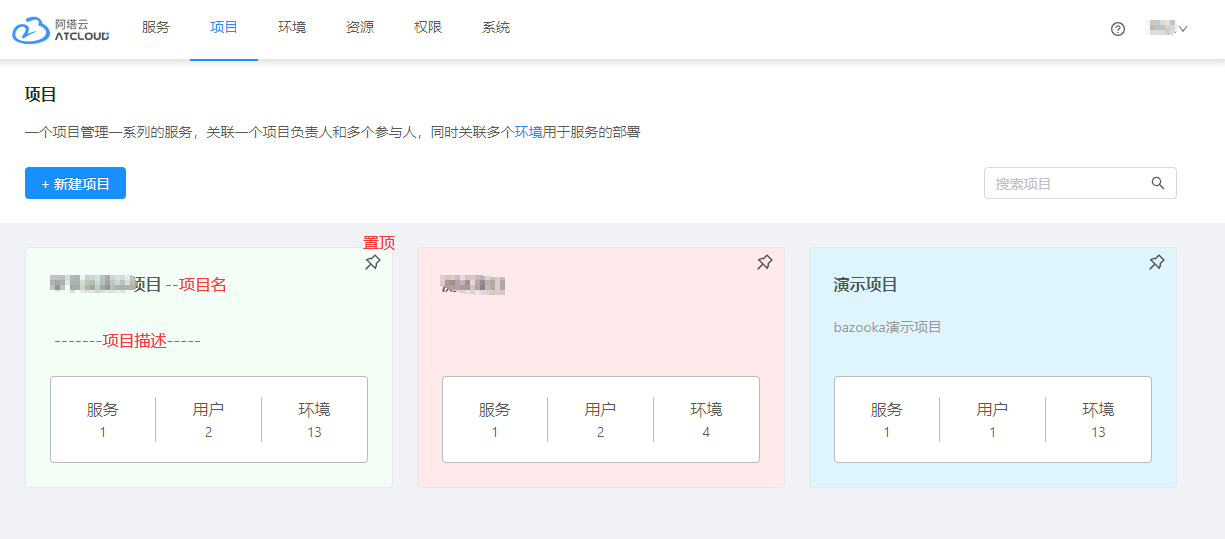 阿塔云
ATCLOUD
服务 项目 环境 资源 权限 系统
项目
一个项目管理一系列的服务，关联一个项目负责人和多个参与人，同时关联多个环境用于服务的部署
+ 新建项目
搜索项目
置顶
项目 --项目名
-------项目描述-----
服务 用户 环境
1 2 13
服务 用户 环境
1 2 4
演示项目
bazooka演示项目
服务 用户 环境
1 1 13